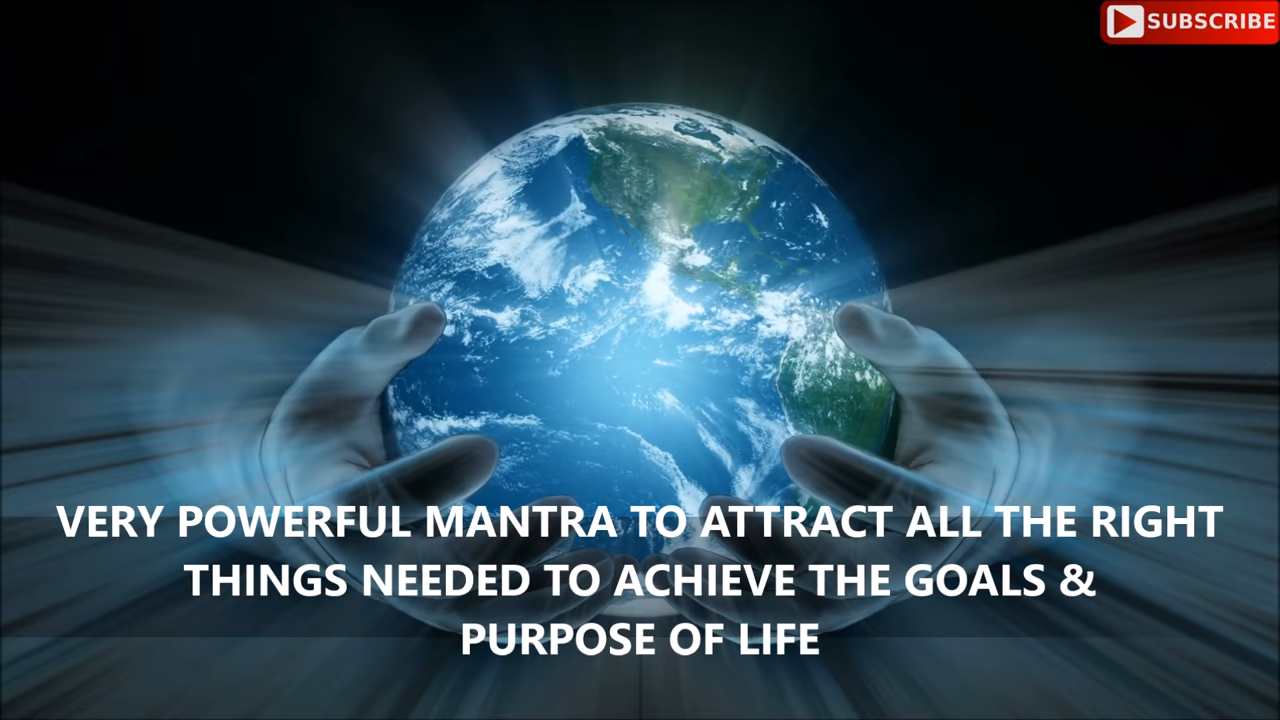 SUBSCRIBE
VERY POWERFUL MANTRA TO ATTRACT ALL THE RIGHT
THINGS NEEDED TO ACHIEVE THE GOALS &
PURPOSE OF LIFE